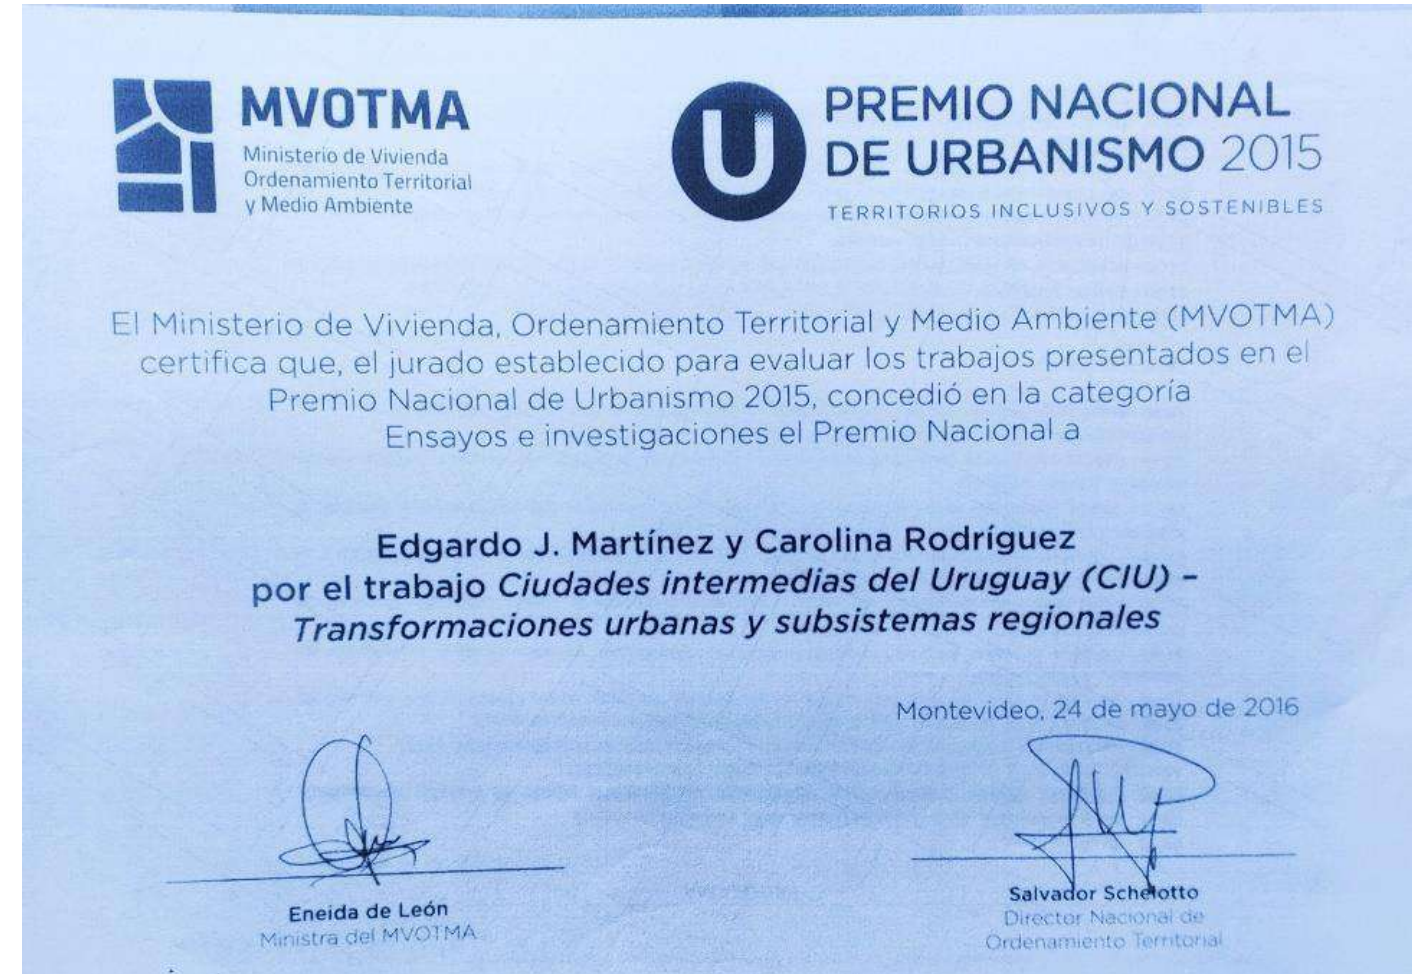 MVOTMA
Ministerio de Vivienda
Ordenamiento Territorial
y Medio Ambiente
U
PREMIO NACIONAL
DE URBANISMO 2015
TERRITORIOS INCLUSIVOS Y SOSTENIBLES
El Ministerio de Vivienda, Ordenamiento Territorial y Medio Ambiente (MVOTMA)
certifica que, el jurado establecido para evaluar los trabajos presentados en el
Premio Nacional de Urbanismo 2015, concedió en la categoría
Ensayos e investigaciones el Premio Nacional a
Edgardo J. Martínez y Carolina Rodríguez
por el trabajo Ciudades intermedias del Uruguay (CIU) –
Transformaciones urbanas y subsistemas regionales
Montevideo, 24 de mayo de 2016
Eneida de León
Ministra del MVOTMA
Salvador Schelotto
Director Nacional de
Ordenamiento Territorial